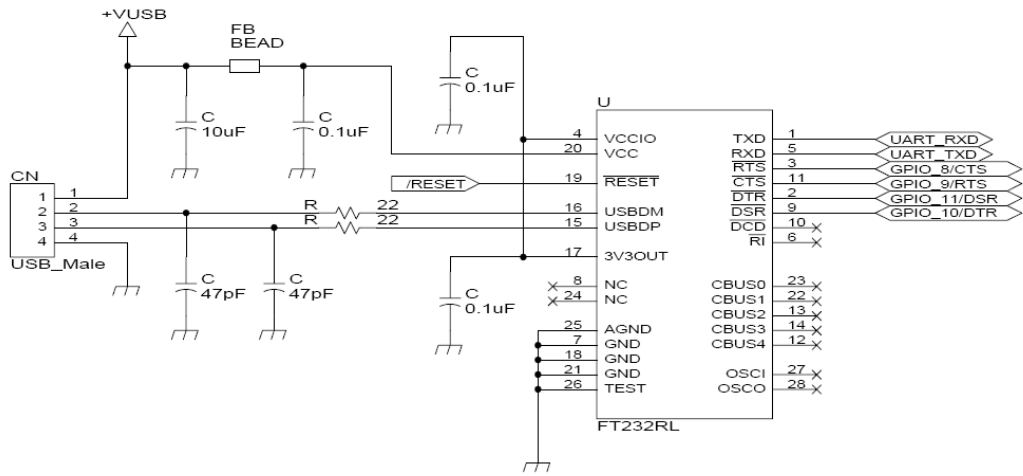 +VUSB
FB
BEAD
C
0.1uF
C
10uF
C
0.1uF
U
4 VCCIO TXD 1 UART_RXD
20 VCC RXD 5 UART_TXD
RTS 3 GPIO_8/CTS
/RESET 19 RESET CTS 11 GPIO_9/RTS
DTR 2 GPIO_11/DSR
CN
1 1
2 2 R 22 16 USBDM DSR 9 GPIO_10/DTR
3 3 R 22 15 USBDP DCD 10
4 4 RI 6
USB_Male
17 3V3OUT
C
47pF
C
47pF
C
0.1uF
8 NC CBUS0 23
24 NC CBUS1 22
CBUS2 13
25 AGND CBUS3 14
7 GND CBUS4 12
18 GND
21 GND OSCI 27
26 TEST OSCO 28
FT232RL